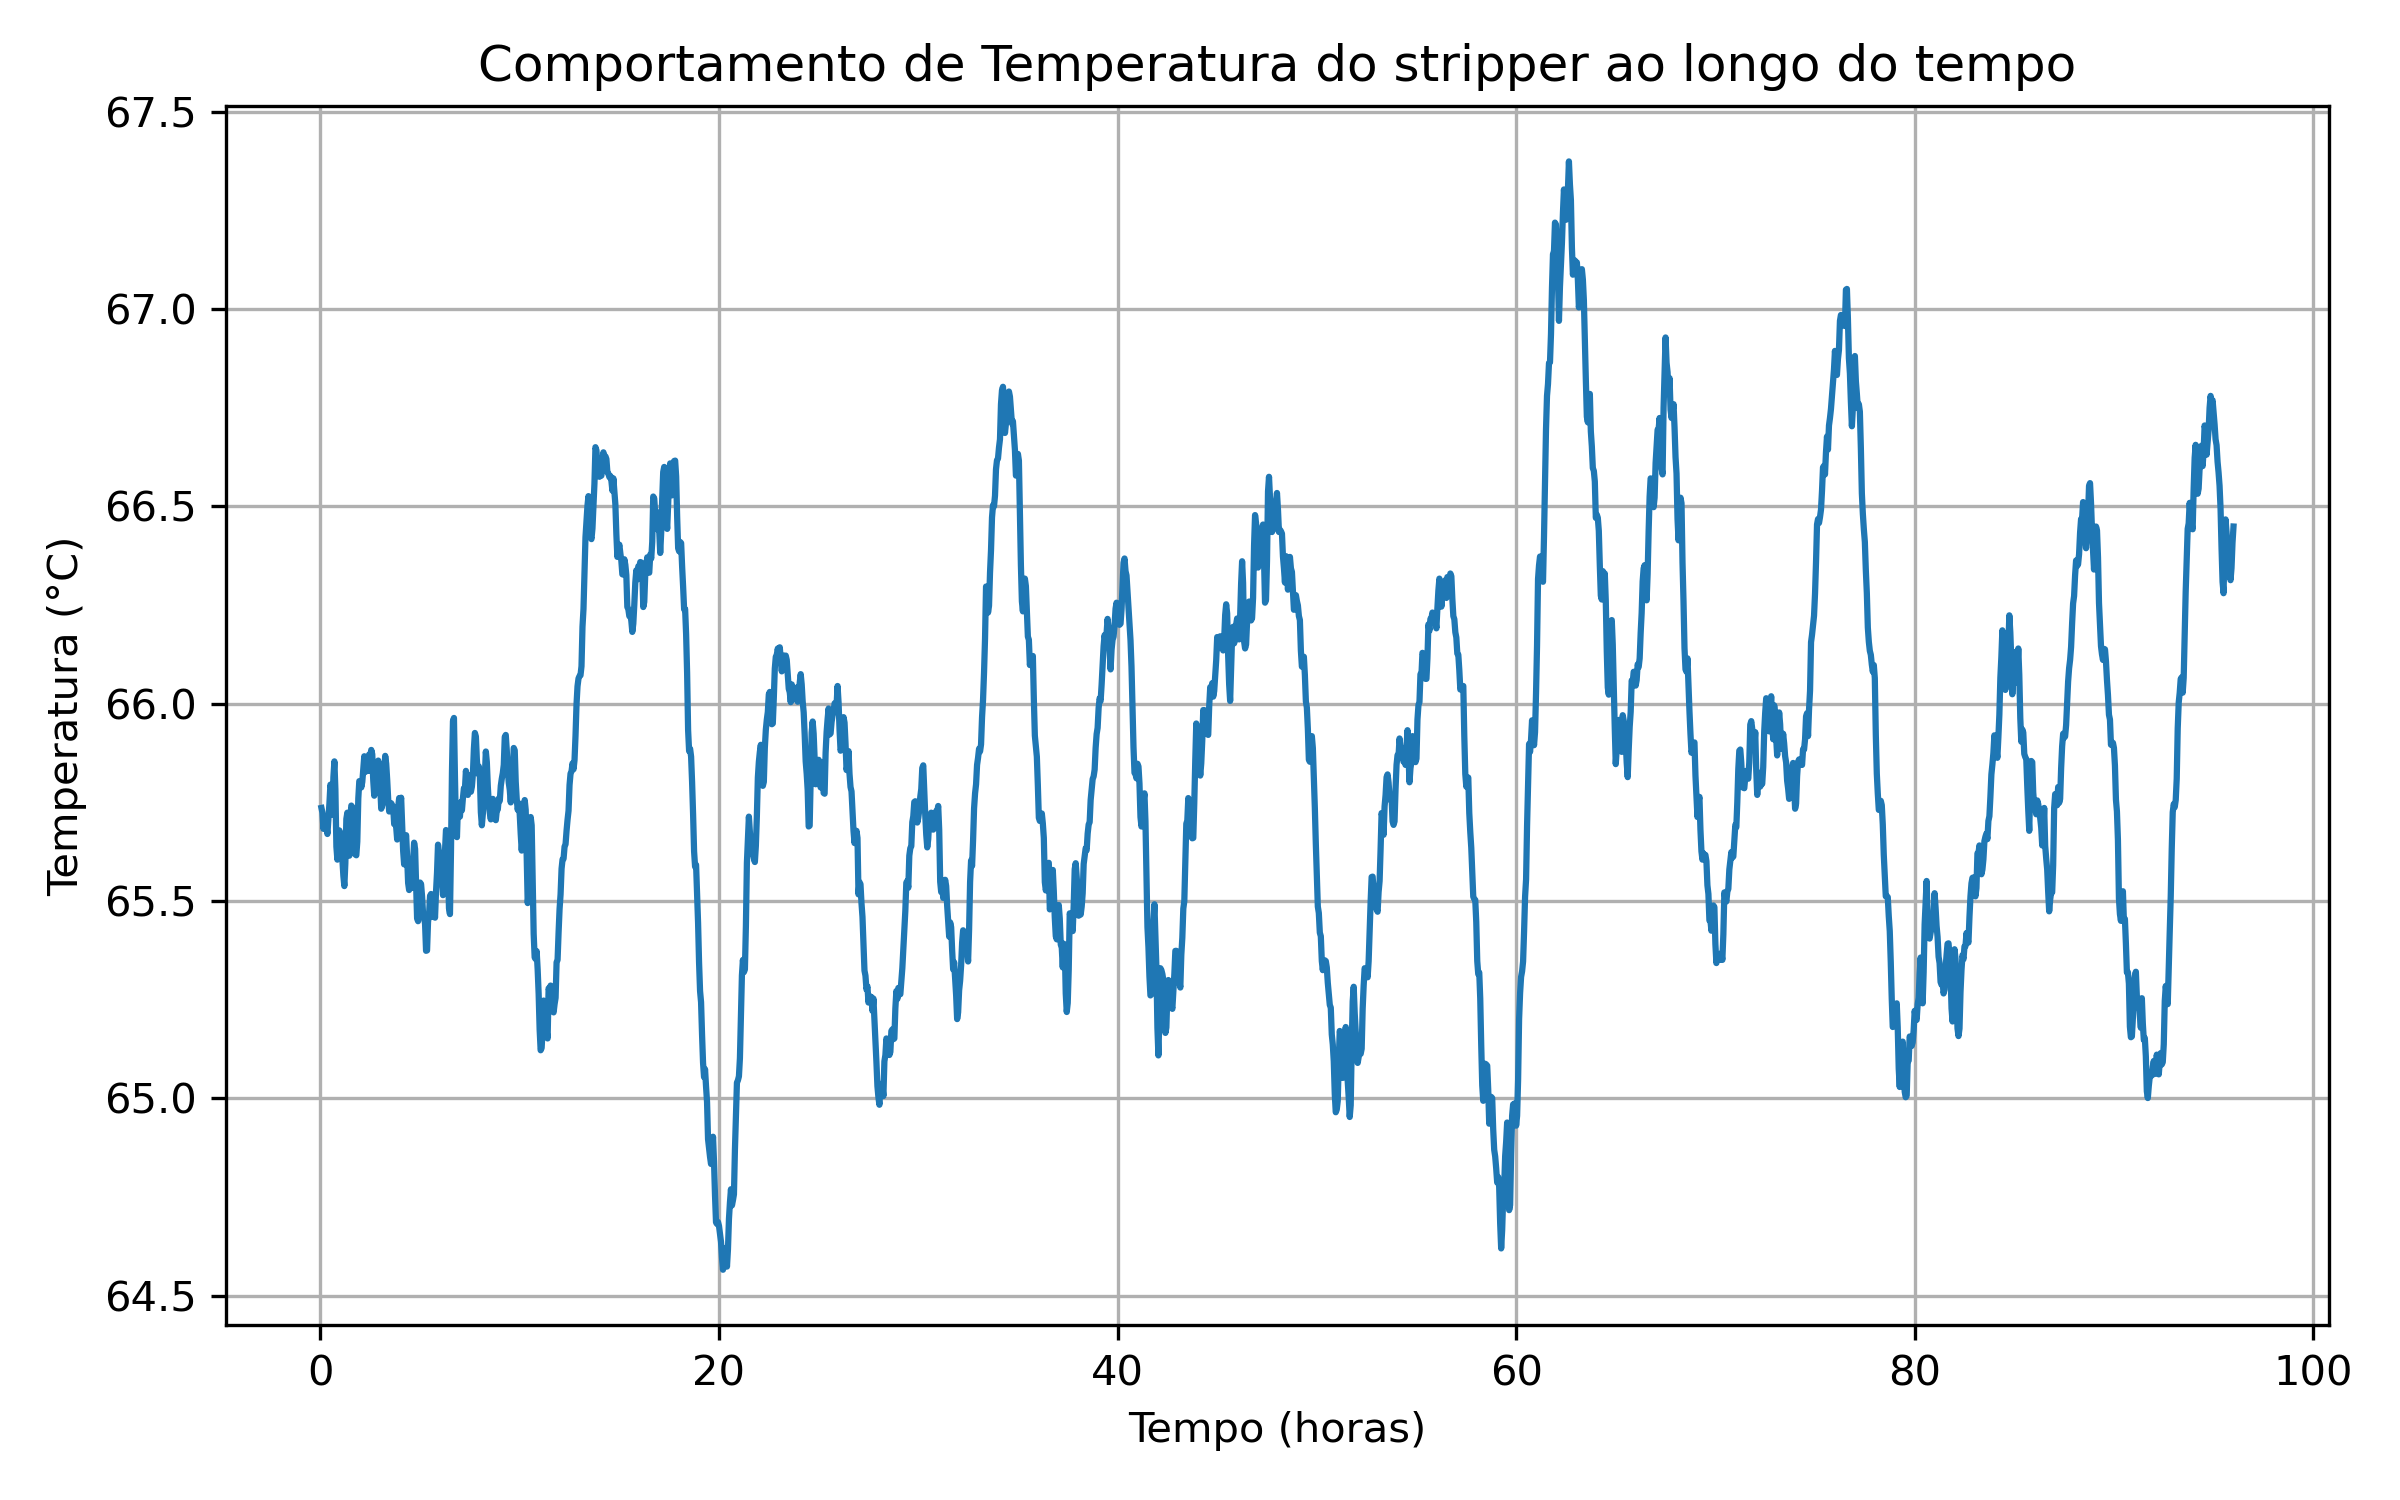 Comportamento de Temperatura do stripper ao longo do tempo
67.5
67.0
66.5
66.0
65.5
65.0
64.5
Temperatura (°C)
0 20 40 60 80 100
Tempo (horas)